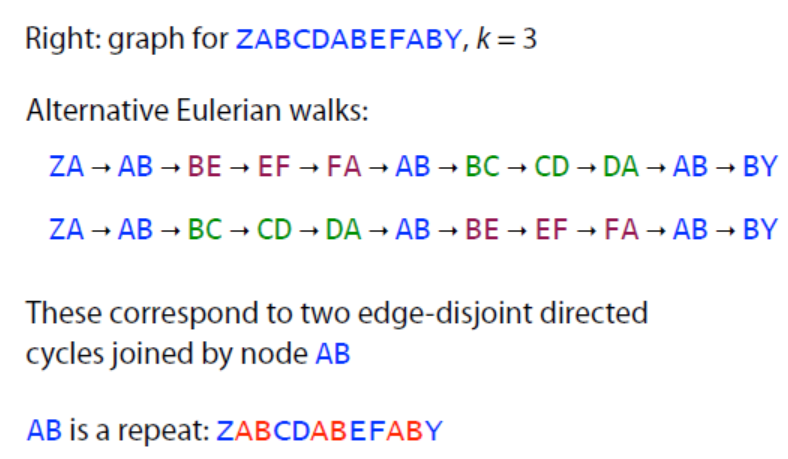 Right: graph for ZABCDABEFABY, k = 3
Alternative Eulerian walks:
ZA → AB → BE → EF → FA → AB → BC → CD → DA → AB → BY
ZA → AB → BC → CD → DA → AB → BE → EF → FA → AB → BY
These correspond to two edge-disjoint directed
cycles joined by node AB
AB is a repeat: ZABCDABEFABY